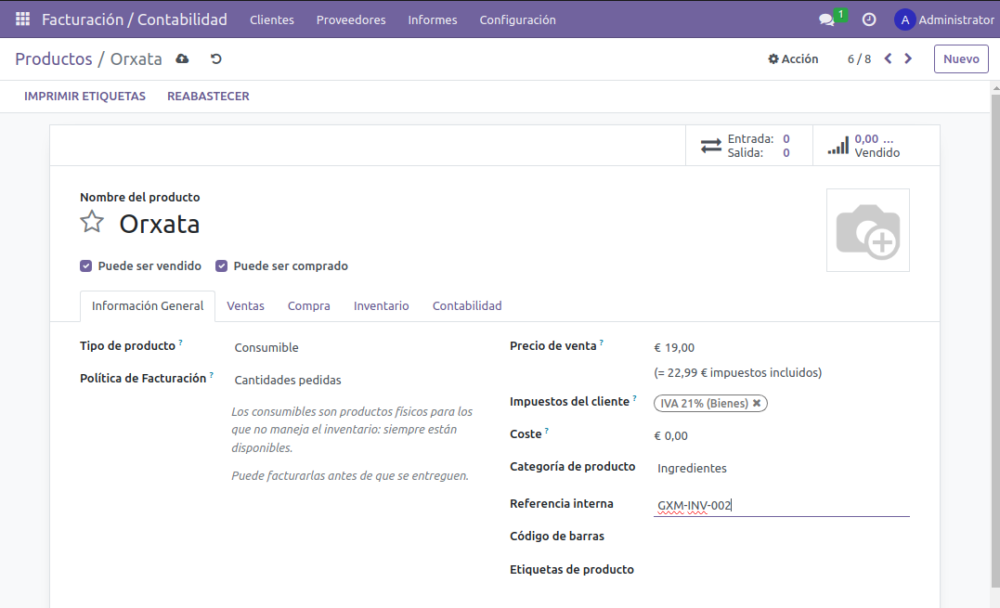 Facturación / Contabilidad Clientes Proveedores Informes Configuración 1 A Administrator
Productos / Orxata Acción 6 / 8 Nuevo
IMPRIMIR ETIQUETAS REABASTECER
Entrada: 0
Salida: 0
0,00 ...
Vendido
Nombre del producto
Orxata
Puede ser vendido Puede ser comprado
Información General Ventas Compra Inventario Contabilidad
Tipo de producto ? Consumible
Política de Facturación ? Cantidades pedidas
Los consumibles son productos físicos para los
que no maneja el inventario: siempre están
disponibles.
Puede facturarlas antes de que se entreguen.
Precio de venta ? € 19,00
(= 22,99 € impuestos incluidos)
Impuestos del cliente ? IVA 21% (Bienes) ✖
Coste ? € 0,00
Categoría de producto Ingredientes
Referencia interna GXM-INV-002
Código de barras
Etiquetas de producto